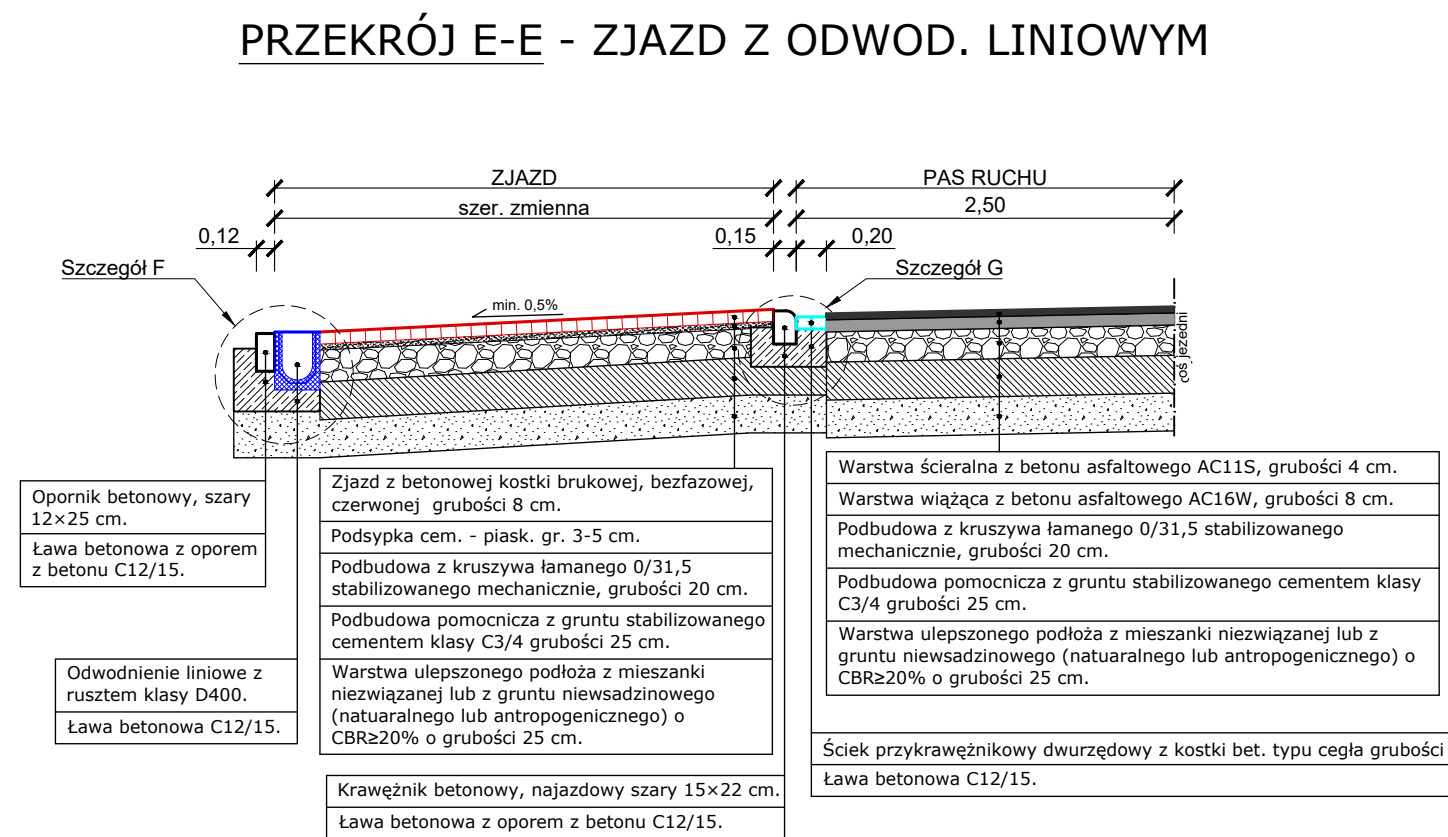 PRZEKRÓJ E-E - ZJAZD Z ODWOD. LINIOWYM
ZJAZD
PAS RUCHU
szer. zmienna
2,50
0,12
0,15
0,20
Szczegół F
Szczegół G
min. 0,5%
oś jezedni
Opornik betonowy, szary
12×25 cm.
Ława betonowa z oporem
z betonu C12/15.
Odwodnienie liniowe z
rusztem klasy D400.
Ława betonowa C12/15.
Zjazd z betonowej kostki brukowej, bezfazowej,
czerwonej grubości 8 cm.
Podsypka cem. - piask. gr. 3-5 cm.
Podbudowa z kruszywa łamanego 0/31,5
stabilizowanego mechanicznie, grubości 20 cm.
Podbudowa pomocnicza z gruntu stabilizowanego
cementem klasy C3/4 grubości 25 cm.
Warstwa ulepszonego podłoża z mieszanki
niezwiązanej lub z gruntu niewsadzinowego
(natuaralnego lub antropogenicznego) o
CBR≥20% o grubości 25 cm.
Krawężnik betonowy, najazdowy szary 15×22 cm.
Ława betonowa z oporem z betonu C12/15.
Warstwa ścieralna z betonu asfaltowego AC11S, grubości 4 cm.
Warstwa wiążąca z betonu asfaltowego AC16W, grubości 8 cm.
Podbudowa z kruszywa łamanego 0/31,5 stabilizowanego
mechanicznie, grubości 20 cm.
Podbudowa pomocnicza z gruntu stabilizowanego cementem klasy
C3/4 grubości 25 cm.
Warstwa ulepszonego podłoża z mieszanki niezwiązanej lub z
gruntu niewsadzinowego (natuaralnego lub antropogenicznego) o
CBR≥20% o grubości 25 cm.
Ściek przykrawężnikowy dwurzędowy z kostki bet. typu cegła grubości
Ława betonowa C12/15.